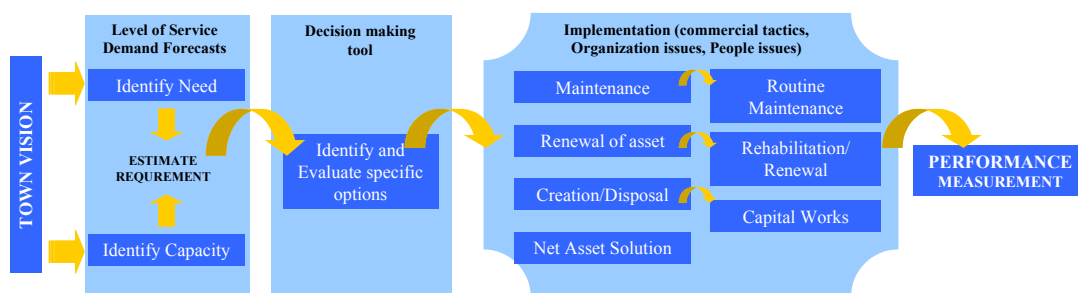 TOWN VISION
Level of Service
Demand Forecasts
Identify Need
ESTIMATE
REQUREMENT
Identify Capacity
Decision making
tool
Identify and
Evaluate specific
options
Implementation (commercial tactics,
Organization issues, People issues)
Maintenance
Routine
Maintenance
Renewal of asset
Rehabilitation/
Renewal
Creation/Disposal
Capital Works
Net Asset Solution
PERFORMANCE
MEASUREMENT